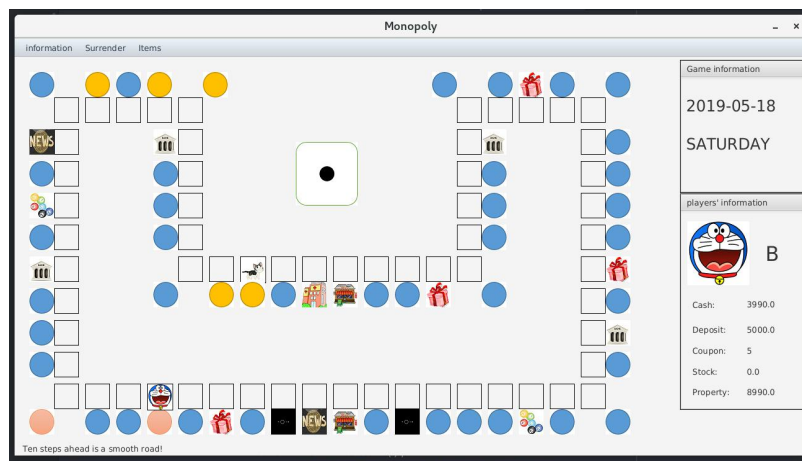 Monopoly
information Surrender Items
Game information
2019-05-18
SATURDAY
players' information
B
Cash: 3990.0
Deposit: 5000.0
Coupon: 5
Stock: 0.0
Property: 8990.0
NEWS
NEWS
Ten steps ahead is a smooth road!